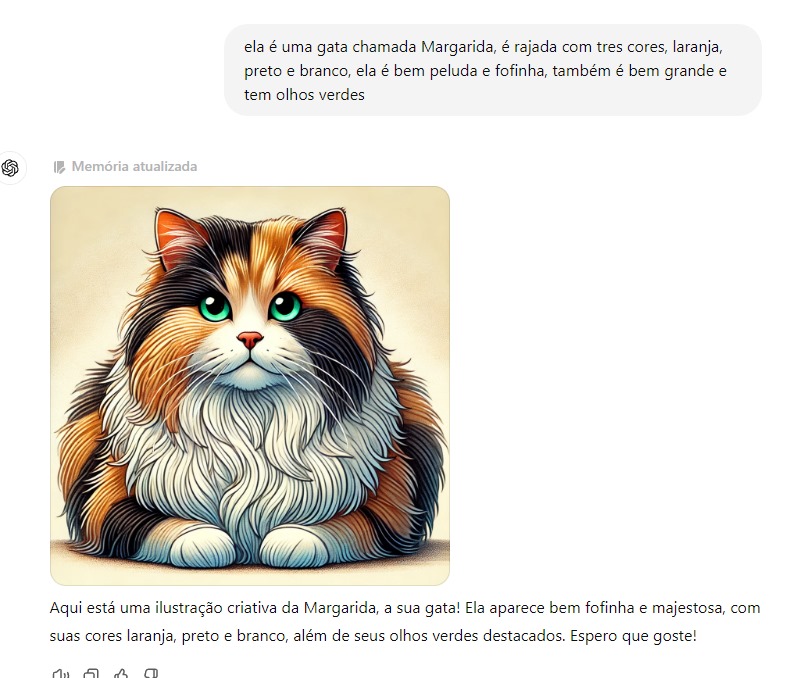 ela é uma gata chamada Margarida, é rajada com tres cores, laranja,
preto e branco, ela é bem peluda e fofinha, também é bem grande e
tem olhos verdes
Memória atualizada
Aqui está uma ilustração criativa da Margarida, a sua gata! Ela aparece bem fofinha e majestosa, com
suas cores laranja, preto e branco, além de seus olhos verdes destacados. Espero que goste!